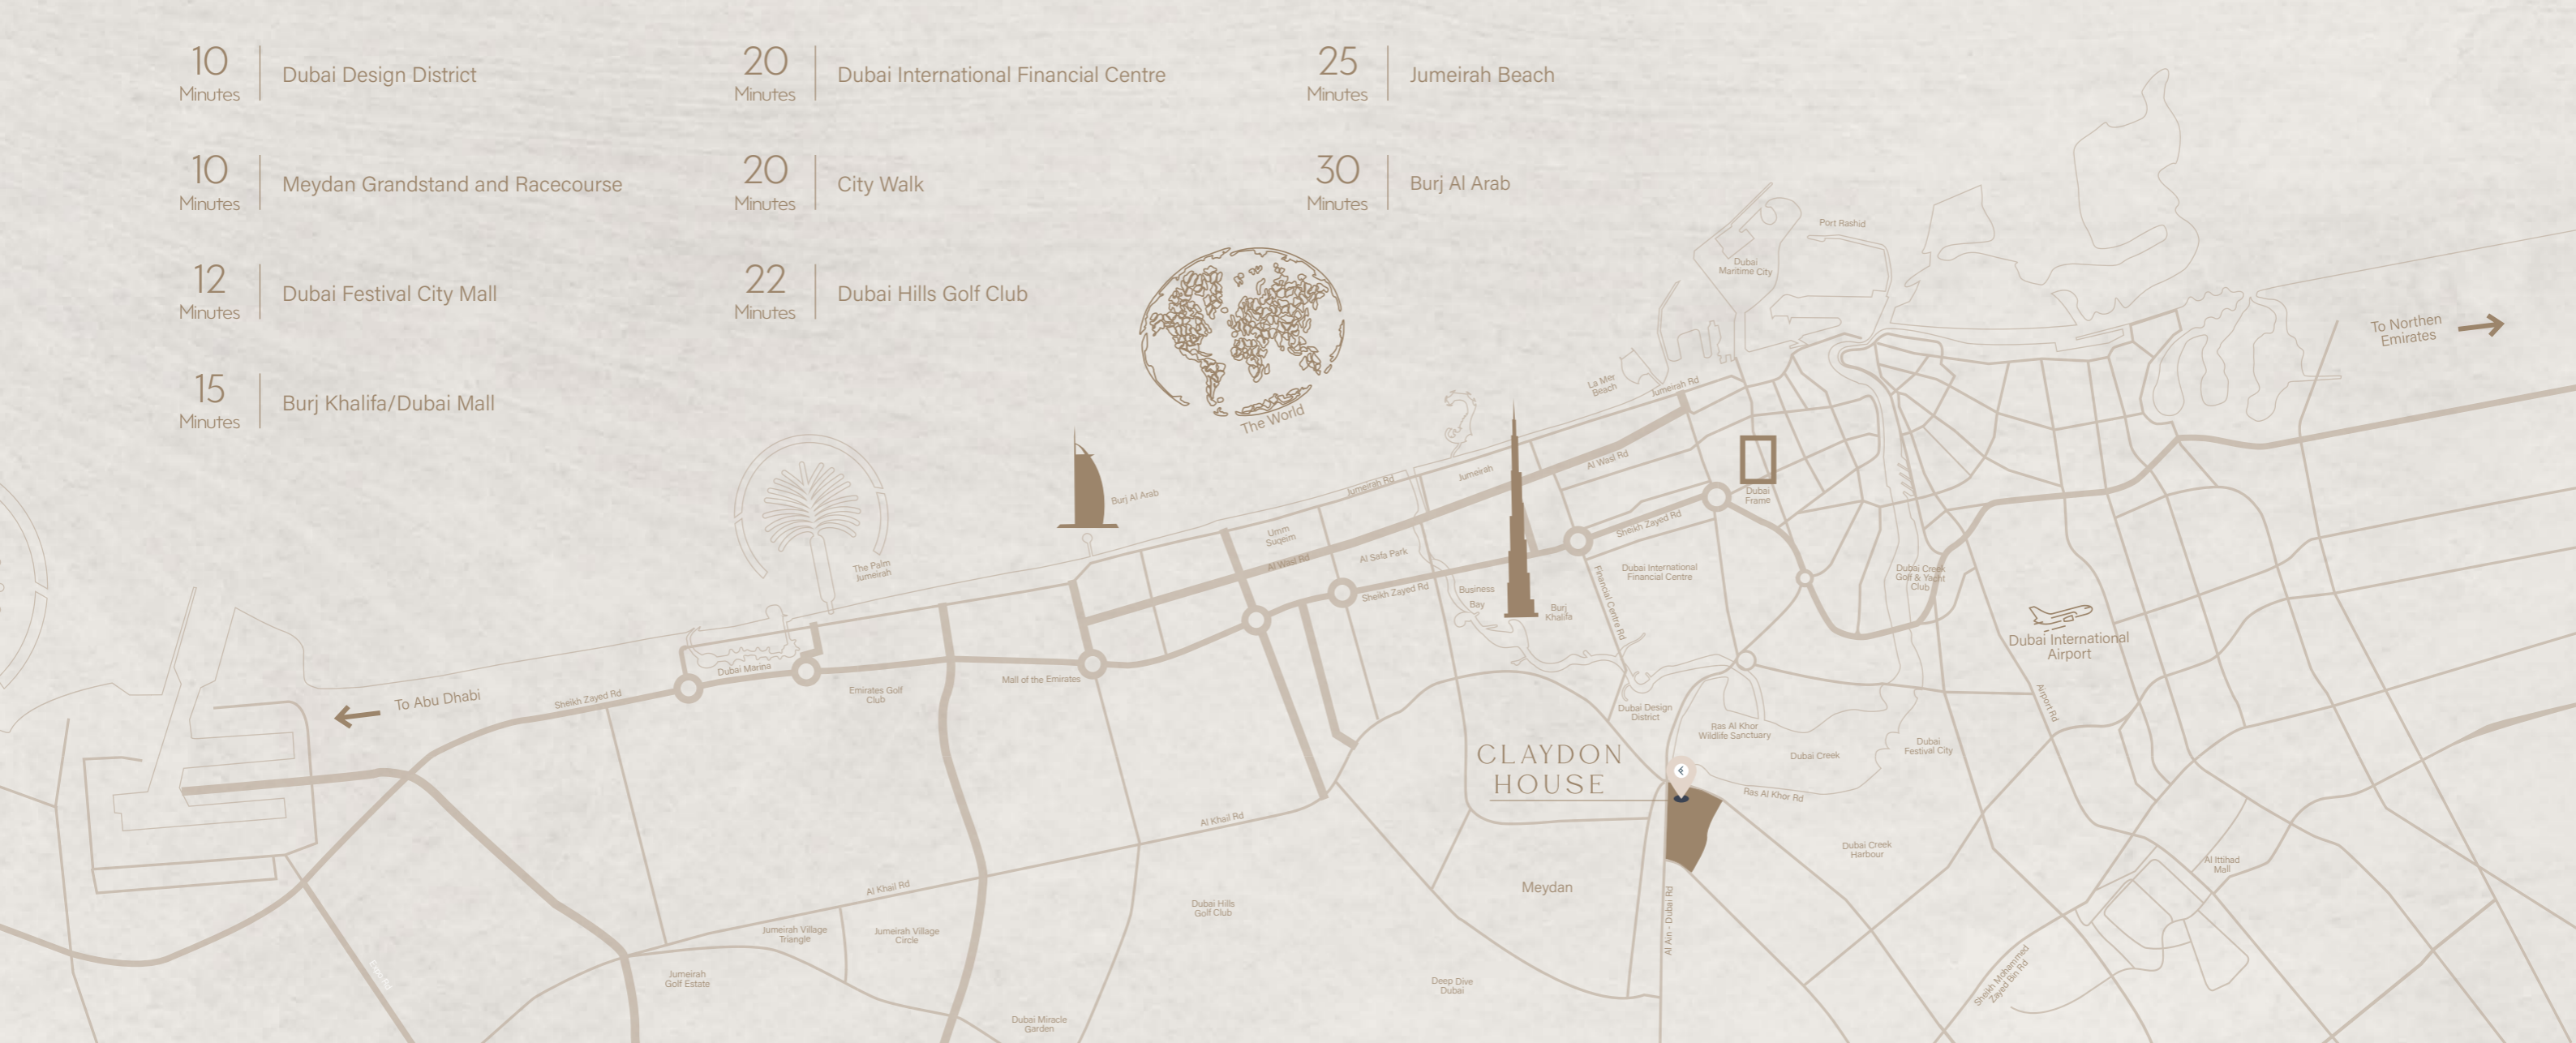 10
Minutes
Dubai Design District
10
Minutes
Meydan Grandstand and Racecourse
12
Minutes
Dubai Festival City Mall
15
Minutes
Burj Khalifa/Dubai Mall
20
Minutes
Dubai International Financial Centre
20
Minutes
City Walk
22
Minutes
Dubai Hills Golf Club
25
Minutes
Jumeirah Beach
30
Minutes
Burj Al Arab
Port Rashid
Dubai
Maritime City
To Northen
Emirates
The World
La Mer
Beach
Jumeirah Rd
Jumeirah
Al Wasl Rd
Jumeirah Rd
Burj Al Arab
Dubai
Frame
Sheikh Zayed Rd
Umm
Suqeim
Al Wasl Rd
Al Safa Park
Sheikh Zayed Rd
The Palm
Jumeirah
Business
Bay
Burj
Khalifa
Financial Centre Rd
Dubai International
Financial Centre
Dubai Creek
Golf & Yacht
Club
Dubai International
Airport
Airport Rd
Dubai Marina
Mall of the Emirates
Emirates Golf
Club
Sheikh Zayed Rd
To Abu Dhabi
Dubai Design
District
Ras Al Khor
Wildlife Sanctuary
Dubai Creek
Dubai
Festival City
CLAYDON
HOUSE
Ras Al Khor Rd
Al Khail Rd
Dubai Creek
Harbour
Al Ittihad
Mall
Meydan
Al Ain - Dubai Rd
Al Khail Rd
Dubai Hills
Golf Club
Jumeirah Village
Triangle
Jumeirah Village
Circle
Jumeirah
Golf Estate
Expo Rd
Deep Dive
Dubai
Sheikh Mohammed
Zayed Bin Rd
Dubai Miracle
Garden